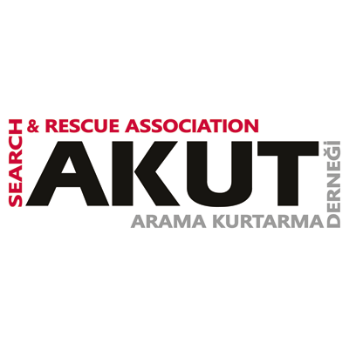 SEARCH & RESCUE ASSOCIATION
AKUT
ARAMA KURTARMA DERNEĞİ